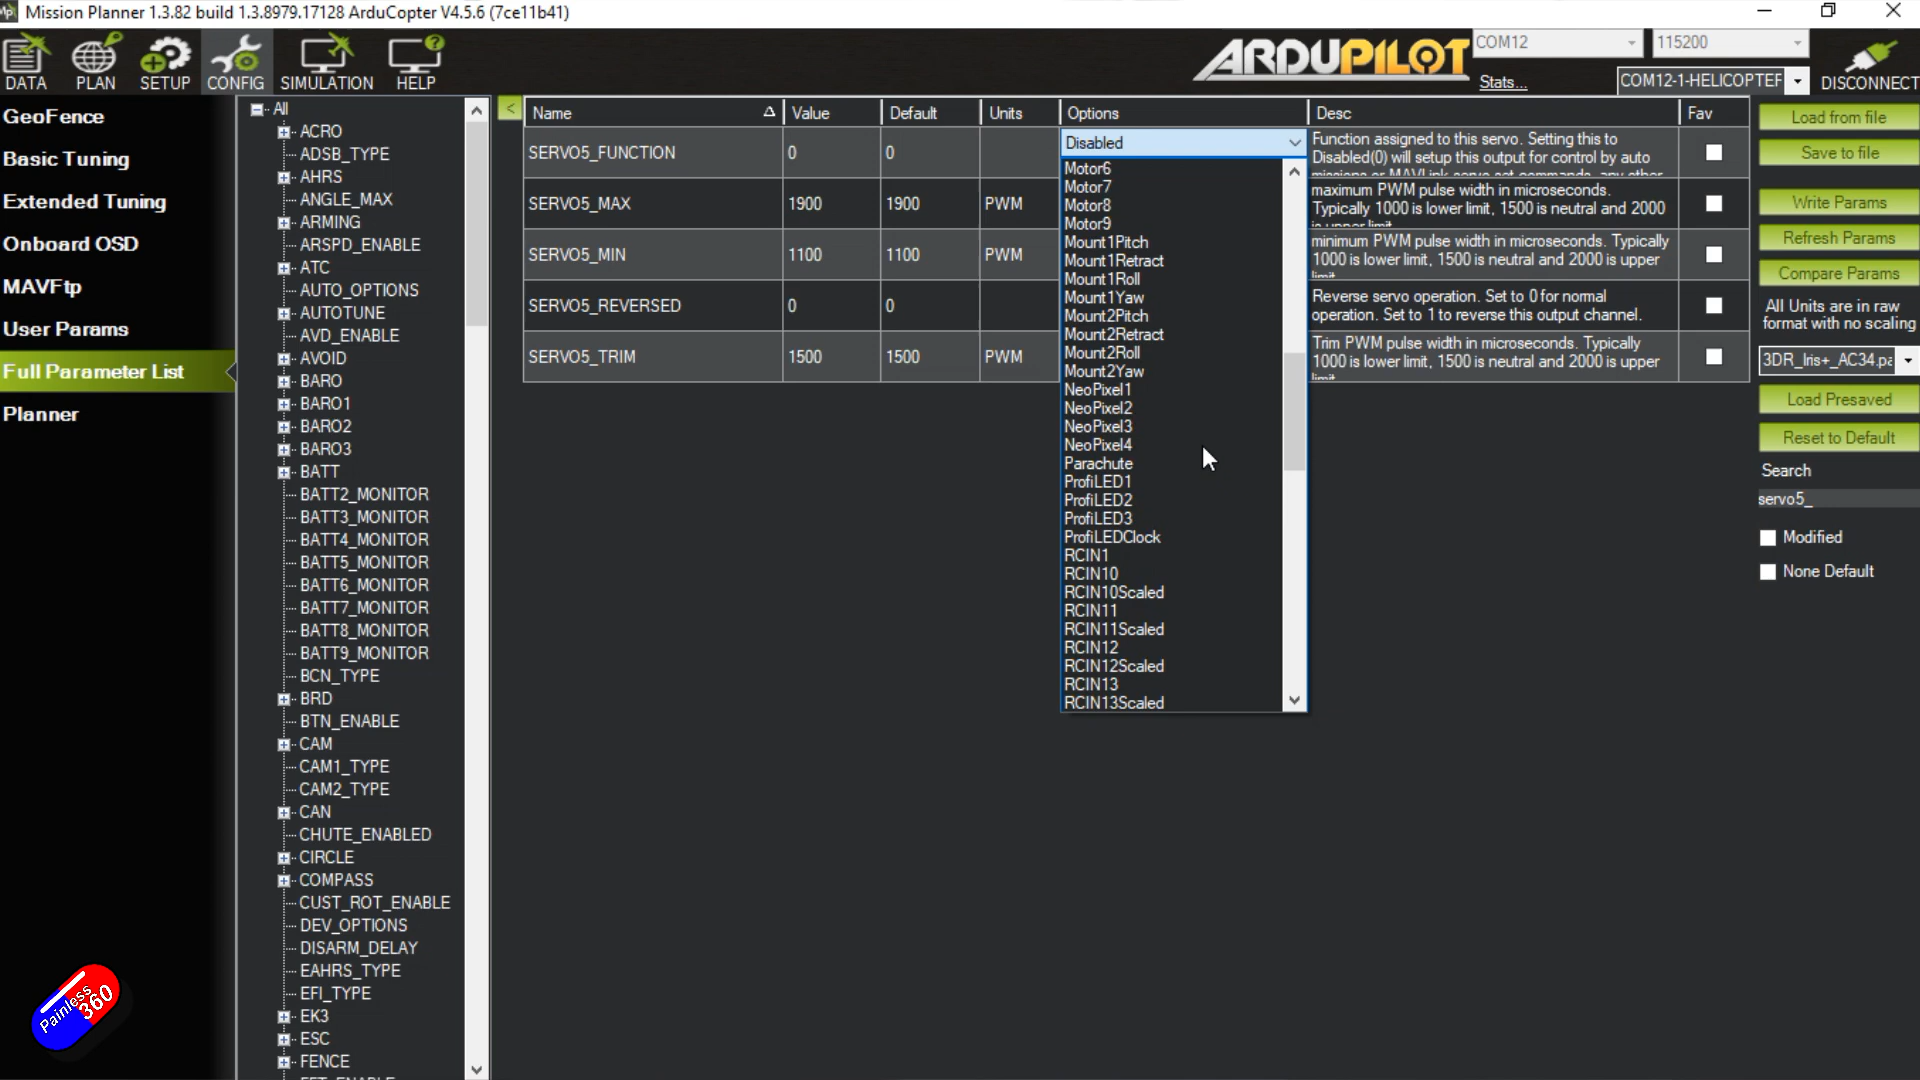 Mission Planner 1.3.82 build 1.3.8979.17128 ArduCopter V4.5.6 (7ce11b41)
DATA
PLAN
SETUP
CONFIG
SIMULATION
HELP
ARDUPILOT
COM12
115200
Stats...
COM12-1-HELICOPTEF
DISCONNECT
GeoFence
Basic Tuning
Extended Tuning
Onboard OSD
MAVFtp
User Params
Full Parameter List
Planner
All
ACRO
ADSB_TYPE
AHRS
ANGLE_MAX
ARMING
ARSPD_ENABLE
ATC
AUTO_OPTIONS
AUTOTUNE
AVD_ENABLE
AVOID
BARO
BARO1
BARO2
BARO3
BATT
BATT2_MONITOR
BATT3_MONITOR
BATT4_MONITOR
BATT5_MONITOR
BATT6_MONITOR
BATT7_MONITOR
BATT8_MONITOR
BATT9_MONITOR
BCN_TYPE
BRD
BTN_ENABLE
CAM
CAM1_TYPE
CAM2_TYPE
CAN
CHUTE_ENABLED
CIRCLE
COMPASS
CUST_ROT_ENABLE
DEV_OPTIONS
DISARM_DELAY
EAHRS_TYPE
EFI_TYPE
EK3
ESC
FENCE
<
Name Value Default Units Options Desc Fav
SERVO5_FUNCTION 0 0 Disabled
Function assigned to this servo. Setting this to
Disabled(0) will setup this output for control by auto
missions or MAVLink servo set commands. any other
SERVO5_MAX 1900 1900 PWM
maximum PWM pulse width in microseconds.
Typically 1000 is lower limit, 1500 is neutral and 2000
is upper limit.
SERVO5_MIN 1100 1100 PWM
minimum PWM pulse width in microseconds. Typically
1000 is lower limit, 1500 is neutral and 2000 is upper
limit.
SERVO5_REVERSED 0 0
Reverse servo operation. Set to 0 for normal
operation. Set to 1 to reverse this output channel.
SERVO5_TRIM 1500 1500 PWM
Trim PWM pulse width in microseconds. Typically
1000 is lower limit, 1500 is neutral and 2000 is upper
limit.
Motor6
Motor7
Motor8
Motor9
Mount1Pitch
Mount1Retract
Mount1Roll
Mount1Yaw
Mount2Pitch
Mount2Retract
Mount2Roll
Mount2Yaw
NeoPixel1
NeoPixel2
NeoPixel3
NeoPixel4
Parachute
ProfiLED1
ProfiLED2
ProfiLED3
ProfiLEDClock
RCIN1
RCIN10
RCIN10Scaled
RCIN11
RCIN11Scaled
RCIN12
RCIN12Scaled
RCIN13
RCIN13Scaled
Load from file
Save to file
Write Params
Refresh Params
Compare Params
All Units are in raw
format with no scaling
3DR_Iris+_AC34.pa
Load Presaved
Reset to Default
Search
servo5_
Modified
None Default
Painless
360